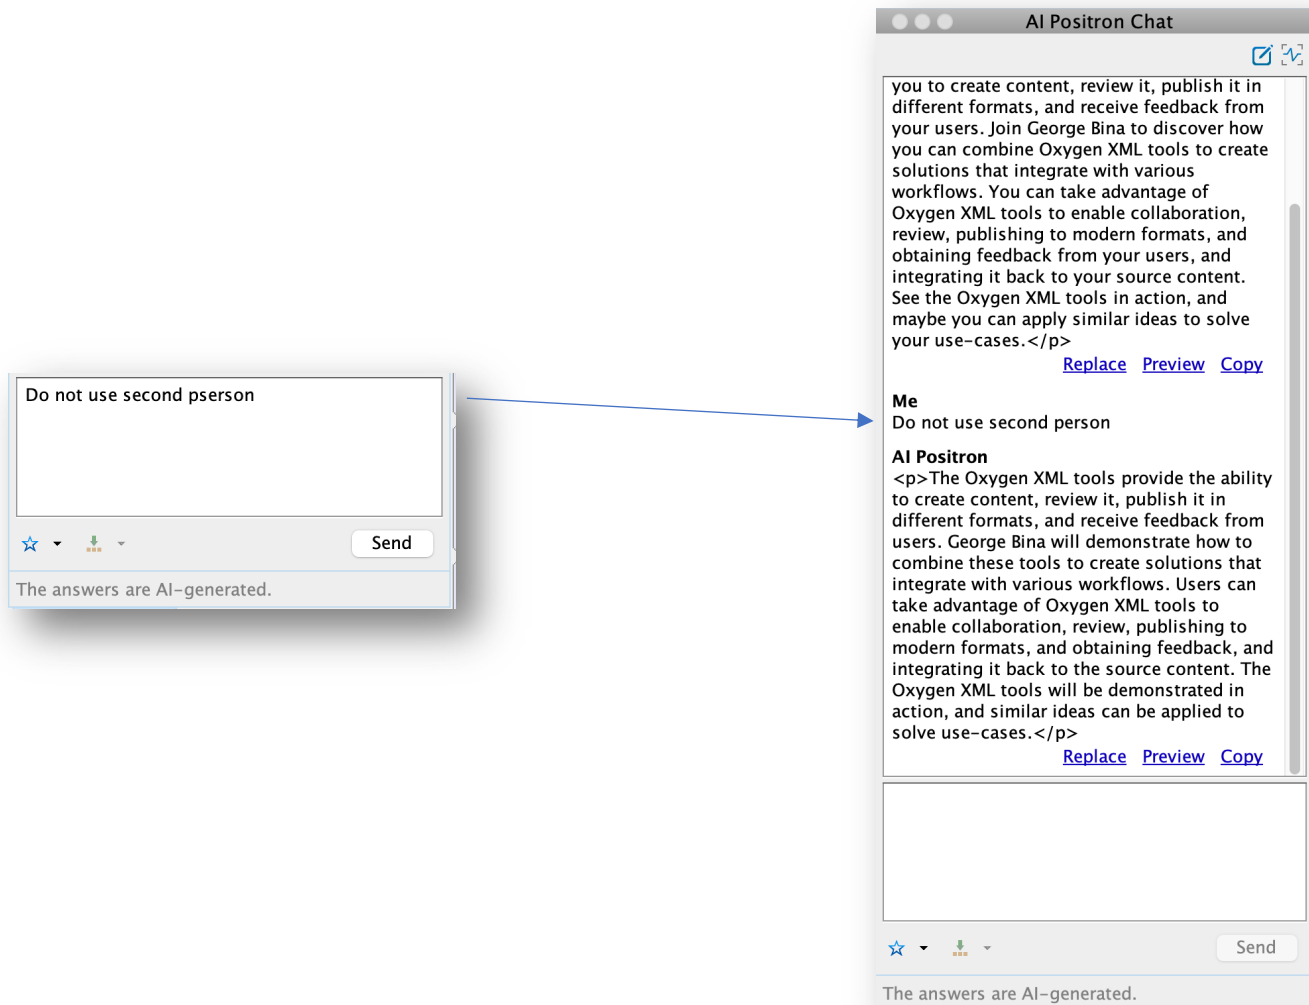 Do not use second pserson
Send
The answers are AI-generated.
AI Positron Chat
you to create content, review it, publish it in
different formats, and receive feedback from
your users. Join George Bina to discover how
you can combine Oxygen XML tools to create
solutions that integrate with various
workflows. You can take advantage of
Oxygen XML tools to enable collaboration,
review, publishing to modern formats, and
obtaining feedback from your users, and
integrating it back to your source content.
See the Oxygen XML tools in action, and
maybe you can apply similar ideas to solve
your use-cases.</p>
Replace Preview Copy
Me
Do not use second person
AI Positron
<p>The Oxygen XML tools provide the ability
to create content, review it, publish it in
different formats, and receive feedback from
users. George Bina will demonstrate how to
combine these tools to create solutions that
integrate with various workflows. Users can
take advantage of Oxygen XML tools to
enable collaboration, review, publishing to
modern formats, and obtaining feedback, and
integrating it back to the source content. The
Oxygen XML tools will be demonstrated in
action, and similar ideas can be applied to
solve use-cases.</p>
Replace Preview Copy
Send
The answers are AI-generated.